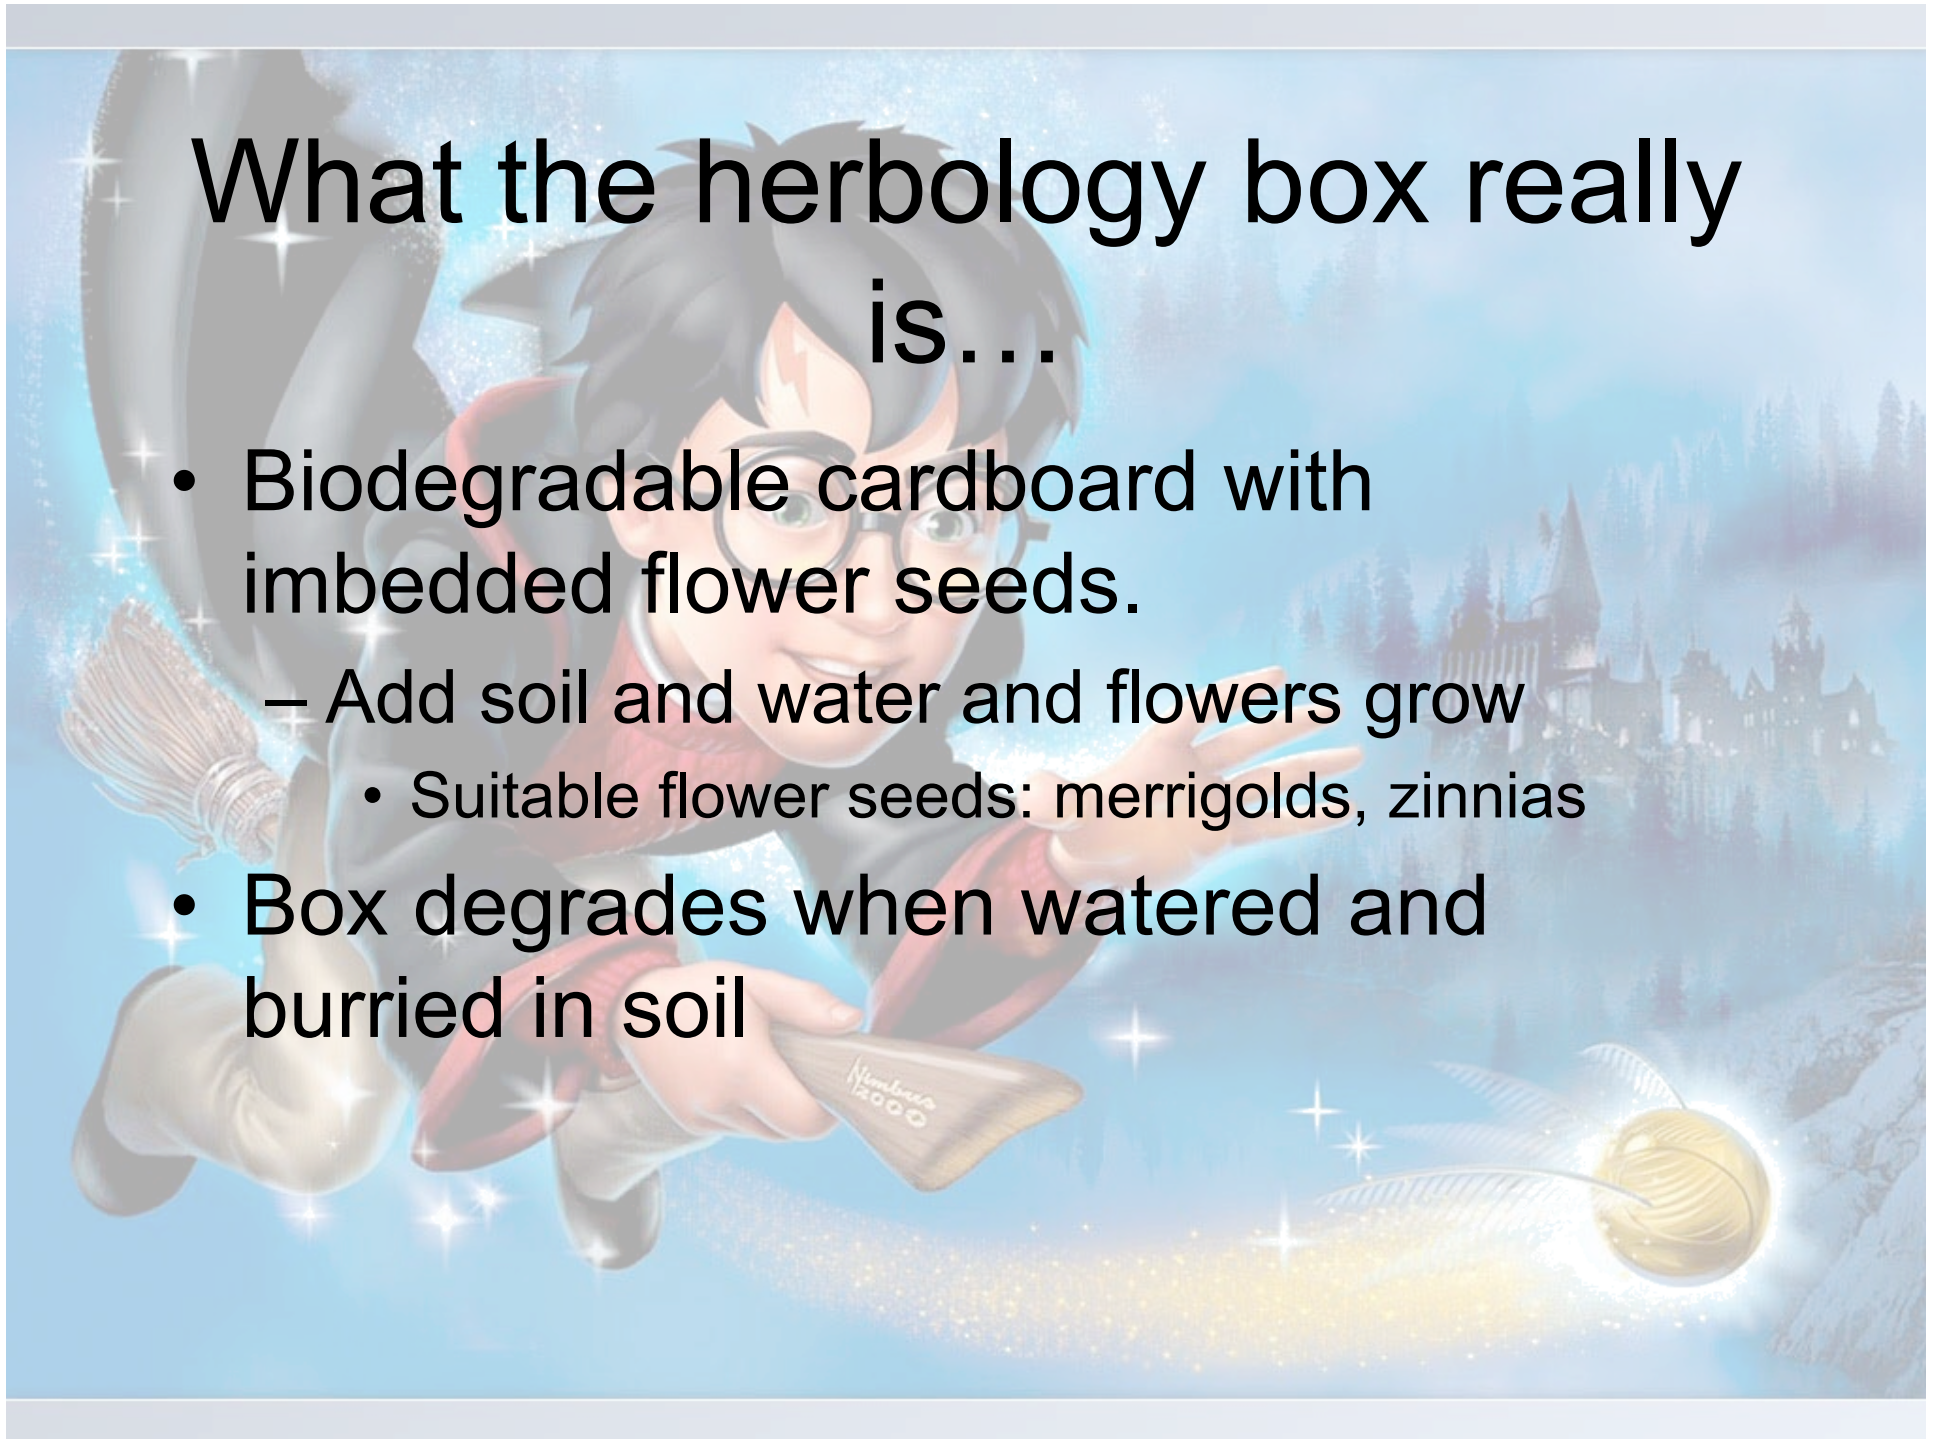 What the herbology box really
is…
• Biodegradable cardboard with
imbedded flower seeds.
– Add soil and water and flowers grow
• Suitable flower seeds: merrigolds, zinnias
• Box degrades when watered and
burried in soil
Nimbus
2000